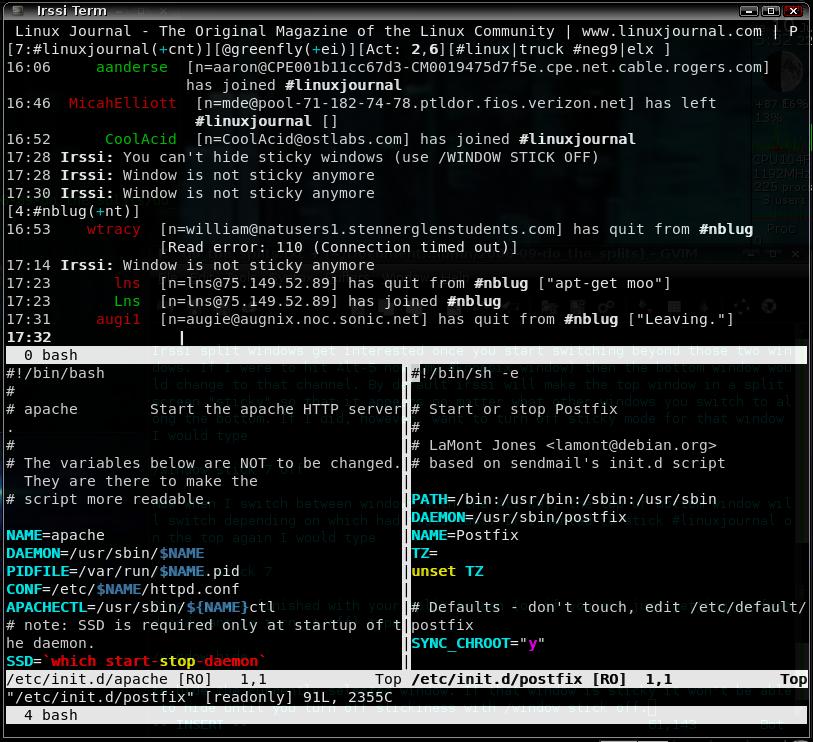 Irssi Term
Linux Journal - The Original Magazine of the Linux Community | www.linuxjournal.com | P
[7:#linuxjournal(+cnt)][@greenfly(+ei)][Act: 2,6][#linux|truck #neg9|elx ]
16:06 aanderse [n=aaron@CPE001b11cc67d3-CM0019475d7f5e.cpe.net.cable.rogers.com]
has joined #linuxjournal
16:46 MicahElliott [n=mde@pool-71-182-74-78.ptldor.fios.verizon.net] has left
#linuxjournal []
16:52 CoolAcid [n=CoolAcid@ostlabs.com] has joined #linuxjournal
17:28 Irssi: You can't hide sticky windows (use /WINDOW STICK OFF)
17:28 Irssi: Window is not sticky anymore
17:30 Irssi: Window is not sticky anymore
[4:#nblug(+nt)]
16:53 wtracy [n=william@natusers1.stennerglenstudents.com] has quit from #nblug
[Read error: 110 (Connection timed out)]
17:14 Irssi: Window is not sticky anymore
17:23 lns [n=lns@75.149.52.89] has quit from #nblug ["apt-get moo"]
17:23 Lns [n=lns@75.149.52.89] has joined #nblug
17:31 augi1 [n=augie@augnix.noc.sonic.net] has quit from #nblug ["Leaving."]
17:32
0 bash
#!/bin/bash
#
# apache Start the apache HTTP server
.
#
# The variables below are NOT to be changed.
They are there to make the
# script more readable.
NAME=apache
DAEMON=/usr/sbin/$NAME
PIDFILE=/var/run/$NAME.pid
CONF=/etc/$NAME/httpd.conf
APACHECTL=/usr/sbin/${NAME}ctl
# note: SSD is required only at startup of t
he daemon.
SSD=`which start-stop-daemon`
/etc/init.d/apache [RO] 1,1 Top
#!/bin/sh -e
# Start or stop Postfix
#
# LaMont Jones <lamont@debian.org>
# based on sendmail's init.d script
PATH=/bin:/usr/bin:/sbin:/usr/sbin
DAEMON=/usr/sbin/postfix
NAME=Postfix
TZ=
unset TZ
# Defaults - don't touch, edit /etc/default/
postfix
SYNC_CHROOT="y"
/etc/init.d/postfix [RO] 1,1 Top
"/etc/init.d/postfix" [readonly] 91L, 2355C
4 bash